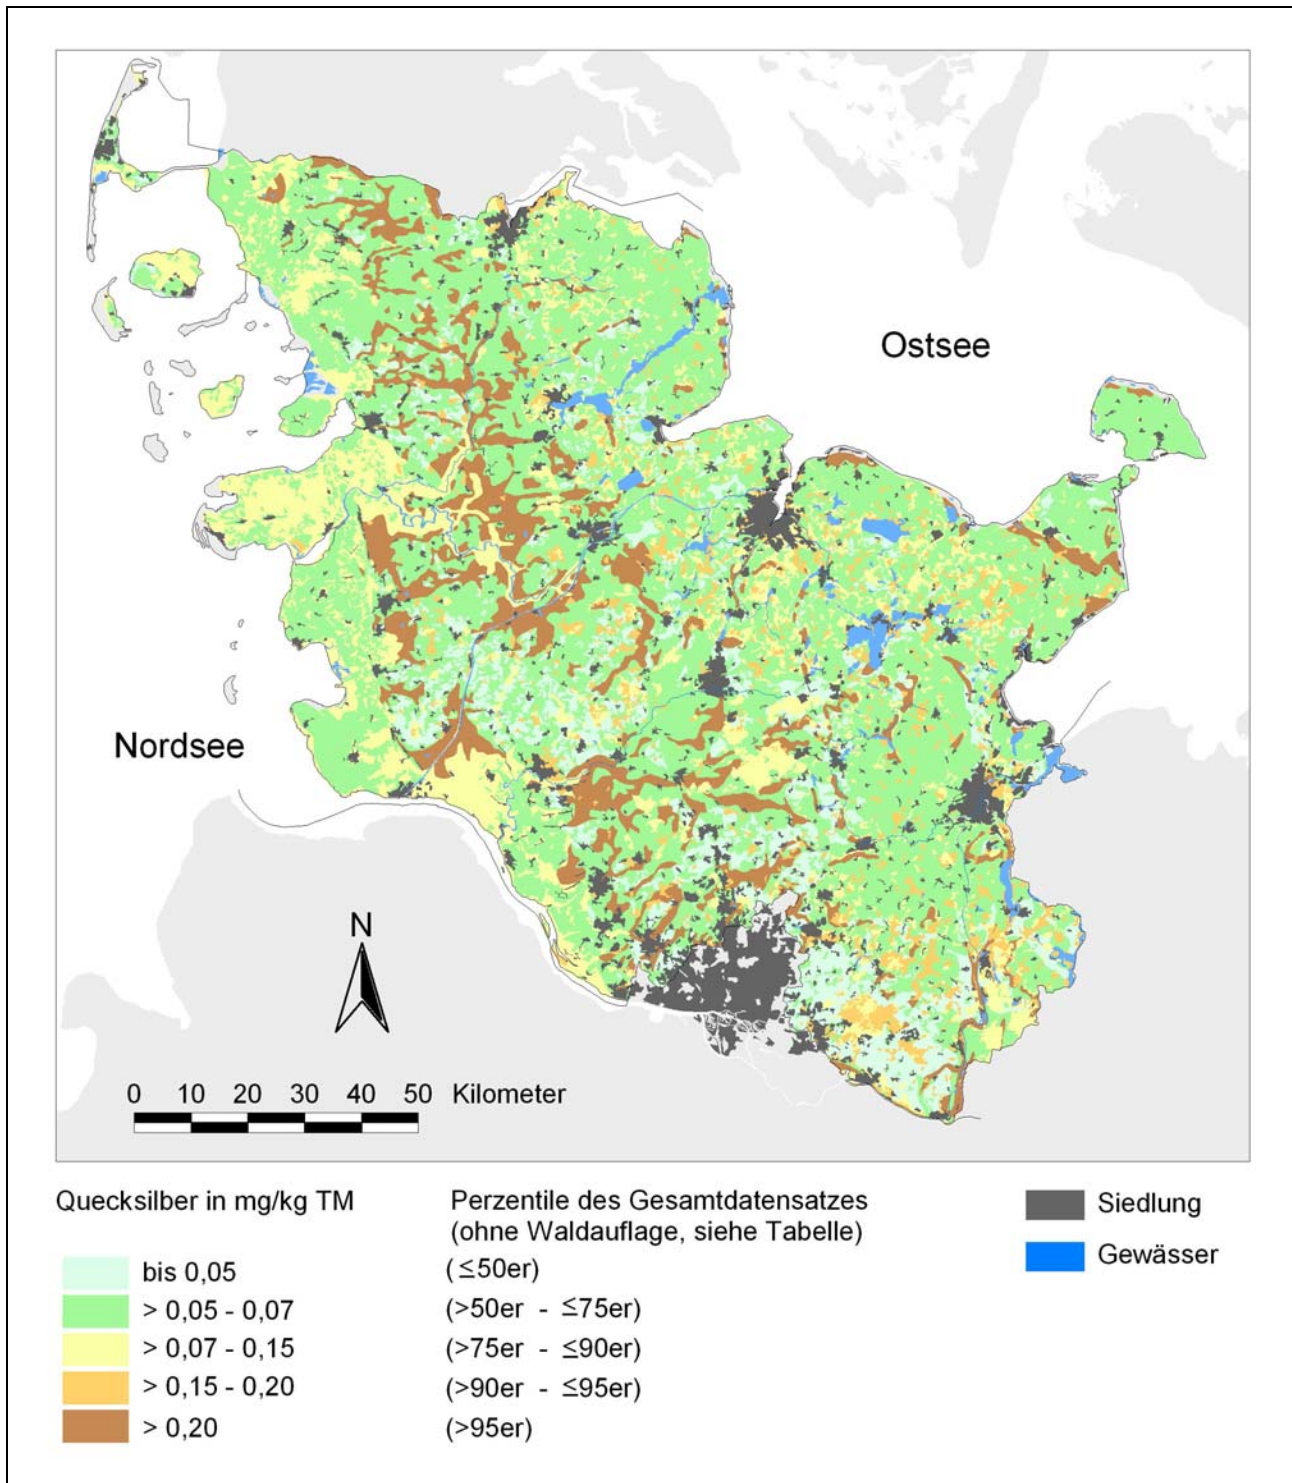 Ostsee
Nordsee
N
0 10 20 30 40 50 Kilometer
Quecksilber in mg/kg TM
Perzentile des Gesamtdatensatzes
(ohne Waldauflage, siehe Tabelle)
bis 0,05 (≤50er)
> 0,05 - 0,07 (>50er - ≤75er)
> 0,07 - 0,15 (>75er - ≤90er)
> 0,15 - 0,20 (>90er - ≤95er)
> 0,20 (>95er)
Siedlung
Gewässer